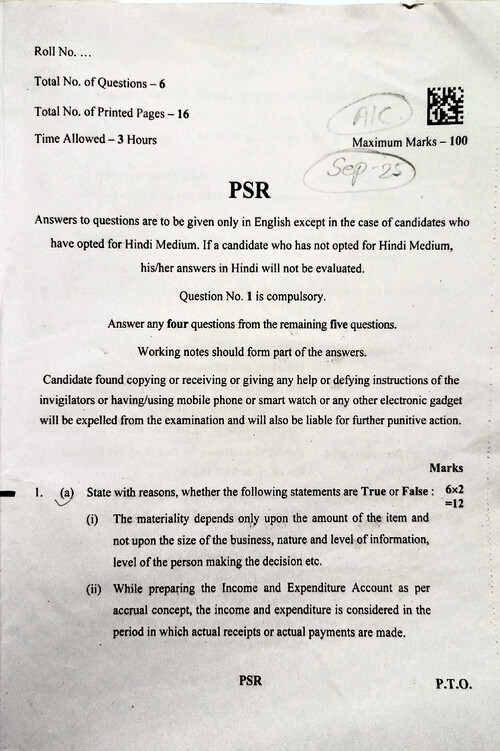 Roll No. ...
Total No. of Questions – 6
Total No. of Printed Pages – 16
A/C
Time Allowed – 3 Hours
Maximum Marks – 100
Sep-25
PSR
Answers to questions are to be given only in English except in the case of candidates who
have opted for Hindi Medium. If a candidate who has not opted for Hindi Medium,
his/her answers in Hindi will not be evaluated.
Question No. 1 is compulsory.
Answer any four questions from the remaining five questions.
Working notes should form part of the answers.
Candidate found copying or receiving or giving any help or defying instructions of the
invigilators or having/using mobile phone or smart watch or any other electronic gadget
will be expelled from the examination and will also be liable for further punitive action.
Marks
1. (a) State with reasons, whether the following statements are True or False : 6×2
=12
(i) The materiality depends only upon the amount of the item and
not upon the size of the business, nature and level of information,
level of the person making the decision etc.
(ii) While preparing the Income and Expenditure Account as per
accrual concept, the income and expenditure is considered in the
period in which actual receipts or actual payments are made.
PSR
P.T.O.